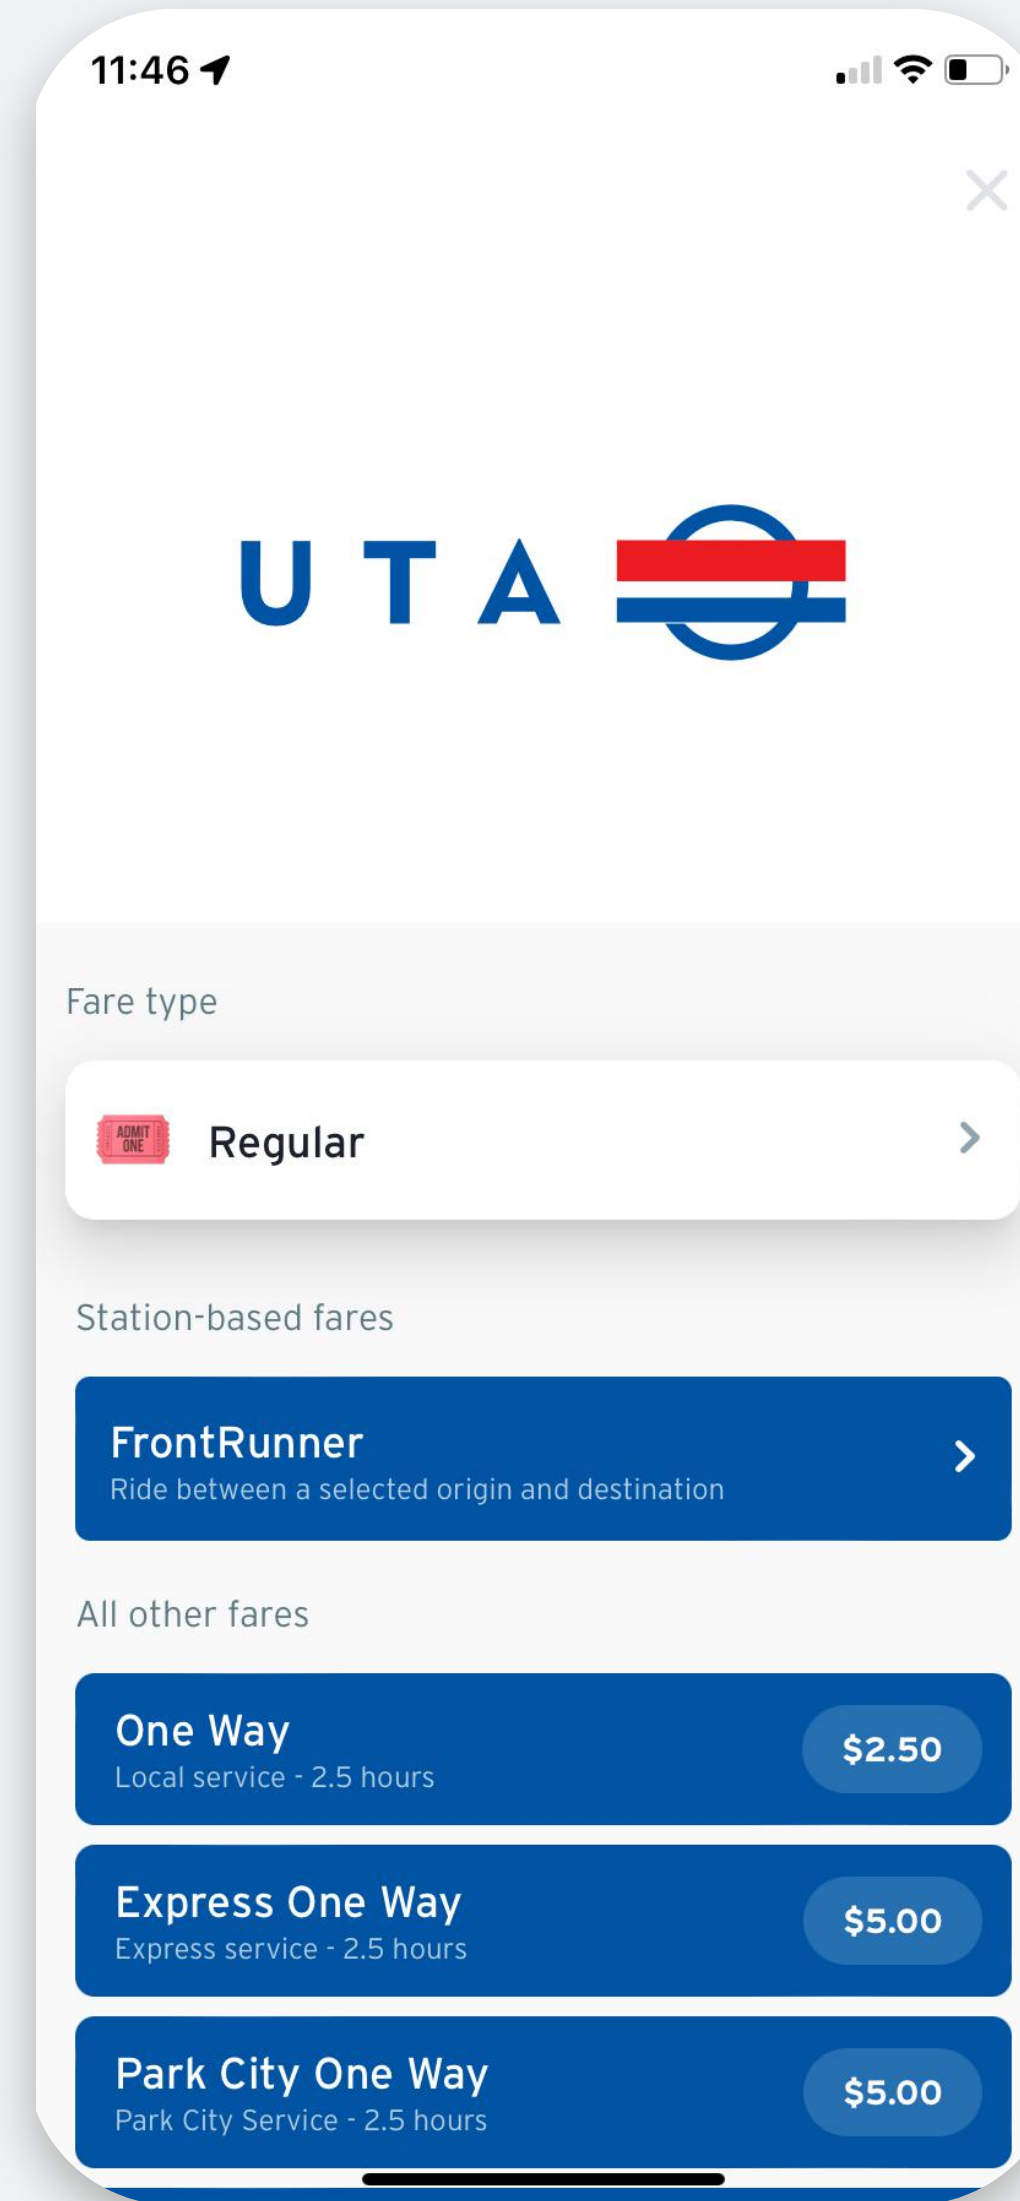 11:46
UTA
Fare type
ADMIT
ONE
Regular
Station-based fares
FrontRunner
Ride between a selected origin and destination
All other fares
One Way
Local service - 2.5 hours
$2.50
Express One Way
Express service - 2.5 hours
$5.00
Park City One Way
Park City Service - 2.5 hours
$5.00